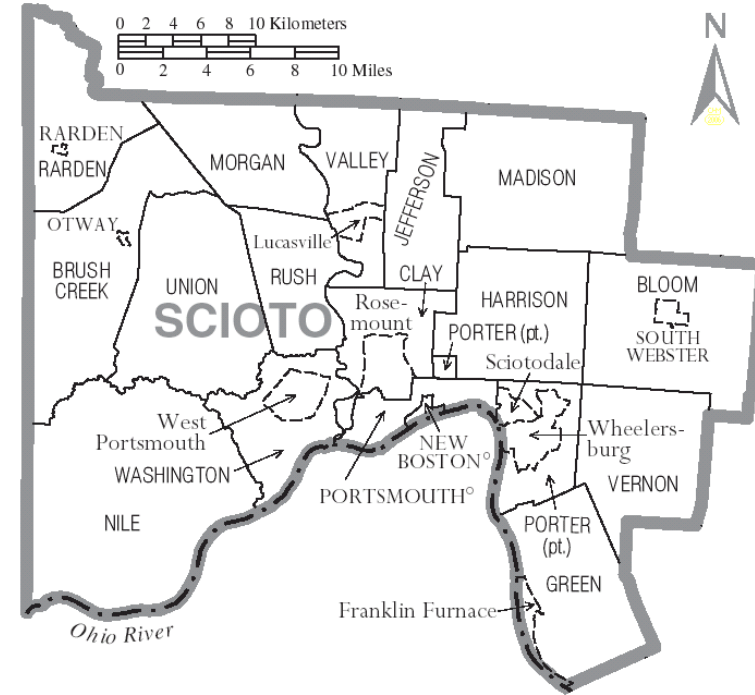 0 2 4 6 8 10 Kilometers
0 2 4 6 8 10 Miles
N
RARDEN
RARDEN
MORGAN
VALLEY
JEFFERSON
MADISON
OTWAY
Lucasville
BRUSH
CREEK
UNION
RUSH
CLAY
HARRISON
BLOOM
SCIOTO
Rose-
mount
PORTER (pt.)
SOUTH
WEBSTER
Sciotodale
West
Portsmouth
Wheelers-
burg
NEW
BOSTON°
WASHINGTON
PORTSMOUTH°
VERNON
NILE
PORTER
(pt.)
GREEN
Franklin Furnace
Ohio River